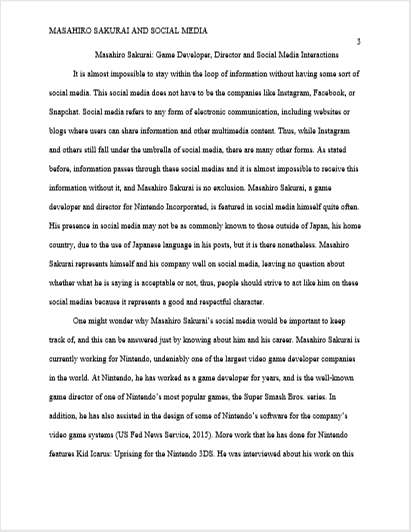 MASAHIRO SAKURAI AND SOCIAL MEDIA
3
Masahiro Sakurai: Game Developer, Director and Social Media Interactions
It is almost impossible to stay within the loop of information without having some sort of
social media. This social media does not have to be the companies like Instagram, Facebook, or
Snapchat. Social media refers to any form of electronic communication, including websites or
blogs where users can share information and other multimedia content. Thus, while Instagram
and others still fall under the umbrella of social media, there are many other forms. As stated
before, information passes through these social medias and it is almost impossible to receive this
information without it, and Masahiro Sakurai is no exclusion. Masahiro Sakurai, a game
developer and director for Nintendo Incorporated, is featured in social media himself quite often.
His presence in social media may not be as commonly known to those outside of Japan, his home
country, due to the use of Japanese language in his posts, but it is there nonetheless. Masahiro
Sakurai represents himself and his company well on social media, leaving no question about
whether what he is saying is acceptable or not, thus, people should strive to act like him on these
social medias because it represents a good and respectful character.
One might wonder why Masahiro Sakurai's social media would be important to keep
track of, and this can be answered just by knowing about him and his career. Masahiro Sakurai is
currently working for Nintendo, undeniably one of the largest video game developer companies
in the world. At Nintendo, he has worked as a game developer for years, and is the well-known
game director of one of Nintendo's most popular games, the Super Smash Bros. series. In
addition, he has also assisted in the design of some of Nintendo's software for the company's
video game systems (US Fed News Service, 2015). More work that he has done for Nintendo
features Kid Icarus: Uprising for the Nintendo 3DS. He was interviewed about his work on this